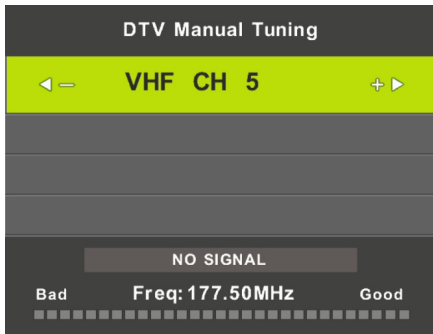 DTV Manual Tuning
− VHF CH 5 +
NO SIGNAL
Bad Freq:177.50MHz Good